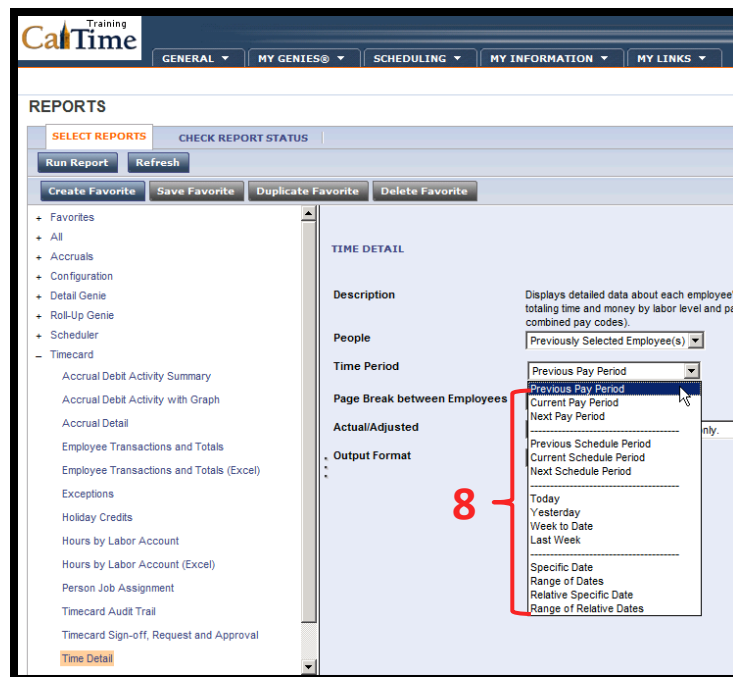 Training
CalTime
GENERAL MY GENIES® SCHEDULING MY INFORMATION MY LINKS
REPORTS
SELECT REPORTS CHECK REPORT STATUS
Run Report Refresh
Create Favorite Save Favorite Duplicate Favorite Delete Favorite
+ Favorites
+ All
+ Accruals
+ Configuration
+ Detail Genie
+ Roll-Up Genie
+ Scheduler
– Timecard
Accrual Debit Activity Summary
Accrual Debit Activity with Graph
Accrual Detail
Employee Transactions and Totals
Employee Transactions and Totals (Excel)
Exceptions
Holiday Credits
Hours by Labor Account
Hours by Labor Account (Excel)
Person Job Assignment
Timecard Audit Trail
Timecard Sign-off, Request and Approval
Time Detail
TIME DETAIL
Description Displays detailed data about each employee'
totaling time and money by labor level and pa
combined pay codes).
People Previously Selected Employee(s)
Time Period Previous Pay Period
Page Break between Employees
Actual/Adjusted only.
Output Format
Previous Pay Period
Current Pay Period
Next Pay Period
Previous Schedule Period
Current Schedule Period
Next Schedule Period
Today
Yesterday
Week to Date
Last Week
Specific Date
Range of Dates
Relative Specific Date
Range of Relative Dates
8